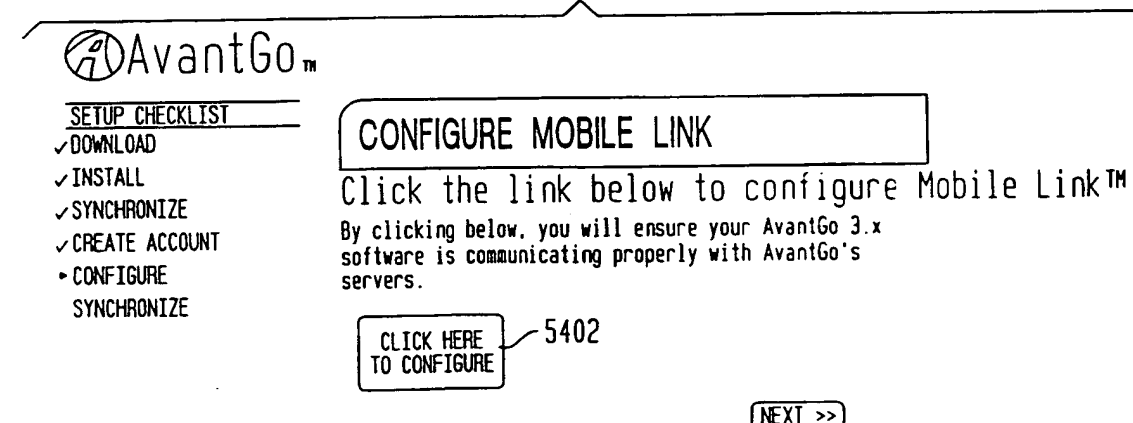 AvantGo™
SETUP CHECKLIST
✓DOWNLOAD
✓INSTALL
✓SYNCHRONIZE
✓CREATE ACCOUNT
▸CONFIGURE
SYNCHRONIZE
CONFIGURE MOBILE LINK
Click the link below to configure Mobile Link™
By clicking below, you will ensure your AvantGo 3.x
software is communicating properly with AvantGo's
servers.
CLICK HERE
TO CONFIGURE
5402
NEXT >>